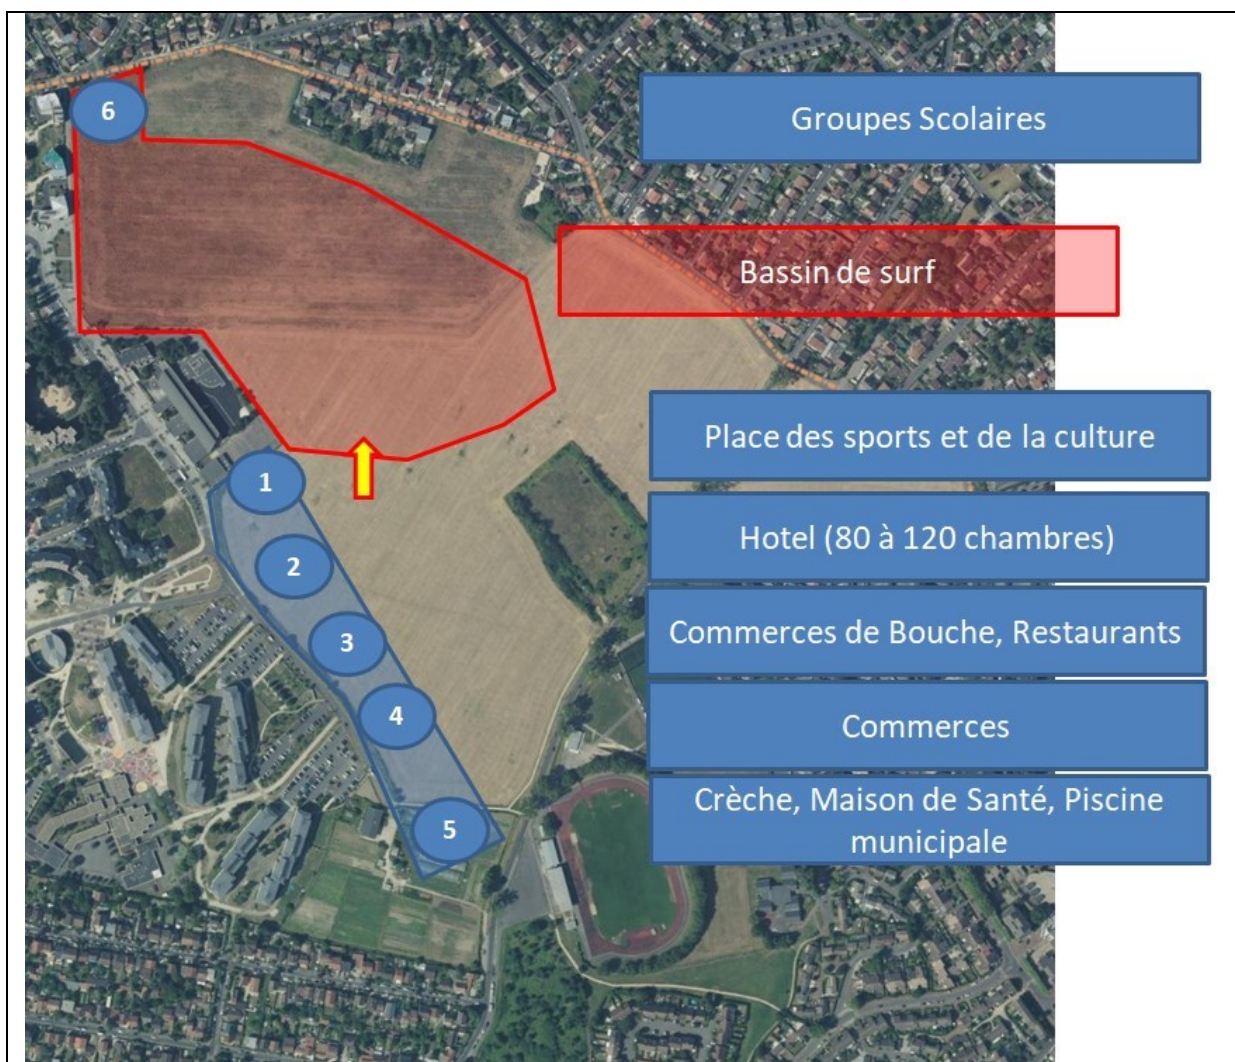 6
Groupes Scolaires
Bassin de surf
Place des sports et de la culture
1
Hotel (80 à 120 chambres)
2
Commerces de Bouche, Restaurants
3
Commerces
4
Crèche, Maison de Santé, Piscine
municipale
5